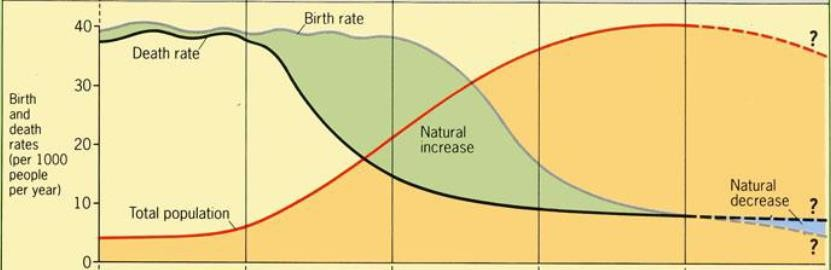 40
30
20
10
0
Birth
and
death
rates
(per 1000
people
per year)
Birth rate
Death rate
Total population
Natural
increase
Natural
decrease
?
?
?